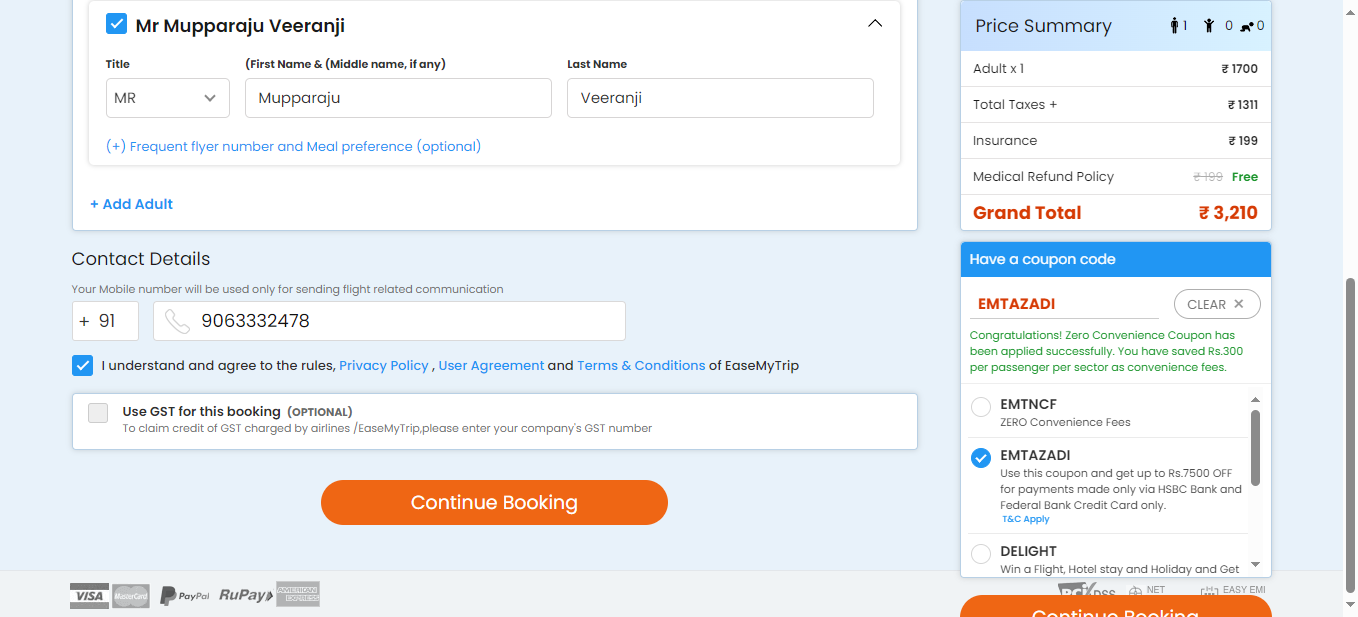 Mr Mupparaju Veeranji
Title
(First Name & (Middle name, if any)
Last Name
MR
Mupparaju
Veeranji
(+) Frequent flyer number and Meal preference (optional)
+ Add Adult
Contact Details
Your Mobile number will be used only for sending flight related communication
+ 91
9063332478
I understand and agree to the rules, Privacy Policy , User Agreement and Terms & Conditions of EaseMyTrip
Use GST for this booking (OPTIONAL)
To claim credit of GST charged by airlines /EaseMyTrip,please enter your company's GST number
Continue Booking
Price Summary 1 0 0
Adult x 1 ₹ 1700
Total Taxes + ₹ 1311
Insurance ₹ 199
Medical Refund Policy ₹ 199 Free
Grand Total ₹ 3,210
Have a coupon code
EMTAZADI CLEAR ✕
Congratulations! Zero Convenience Coupon has
been applied successfully. You have saved Rs.300
per passenger per sector as convenience fees.
EMTNCF
ZERO Convenience Fees
EMTAZADI
Use this coupon and get up to Rs.7500 OFF
for payments made only via HSBC Bank and
Federal Bank Credit Card only.
T&C Apply
DELIGHT
Win a Flight, Hotel stay and Holiday and Get
VISA MasterCard PayPal RuPay AMERICAN EXPRESS
DSS NET EASY EMI
Continue Booking